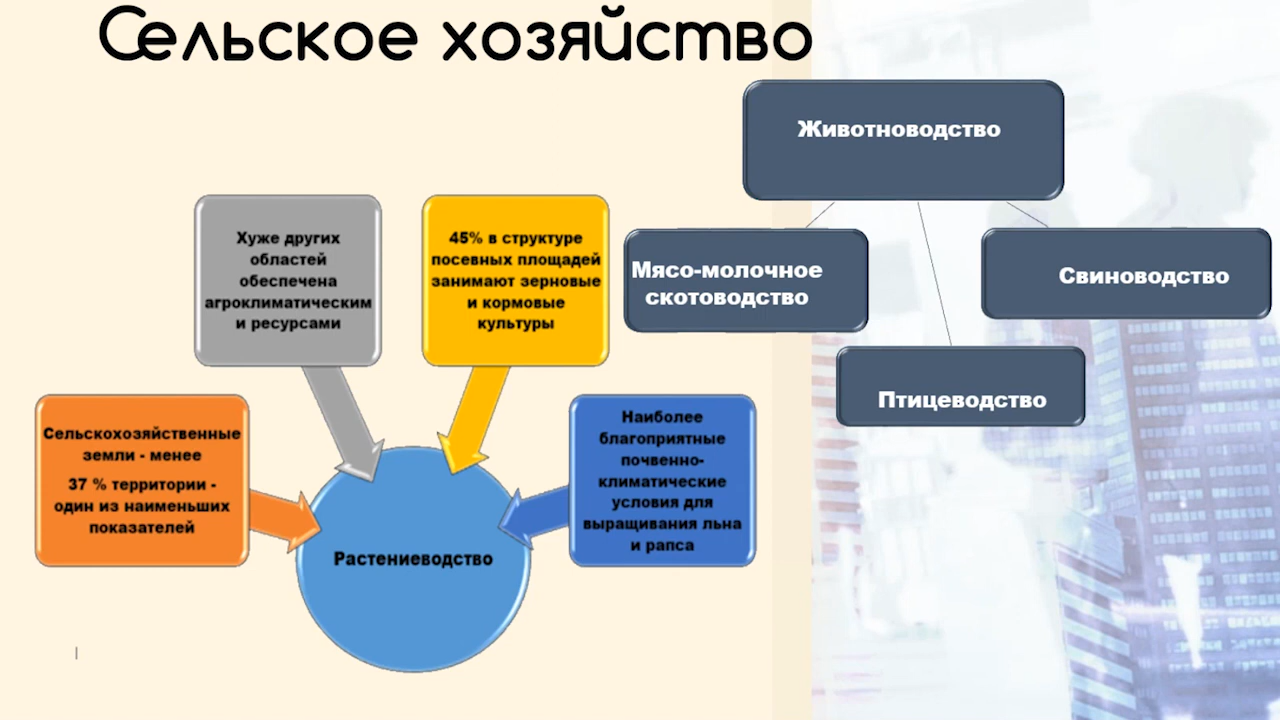 Сельское хозяйство
Животноводство
Мясо-молочное
скотоводство
Свиноводство
Птицеводство
Хуже других
областей
обеспечена
агроклиматическим
и ресурсами
45% в структуре
посевных площадей
занимают зерновые
и кормовые
культуры
Сельскохозяйственные
земли - менее
37 % территории -
один из наименьших
показателей
Наиболее
благоприятные
почвенно-
климатические
условия для
выращивания льна
и рапса
Растениеводство